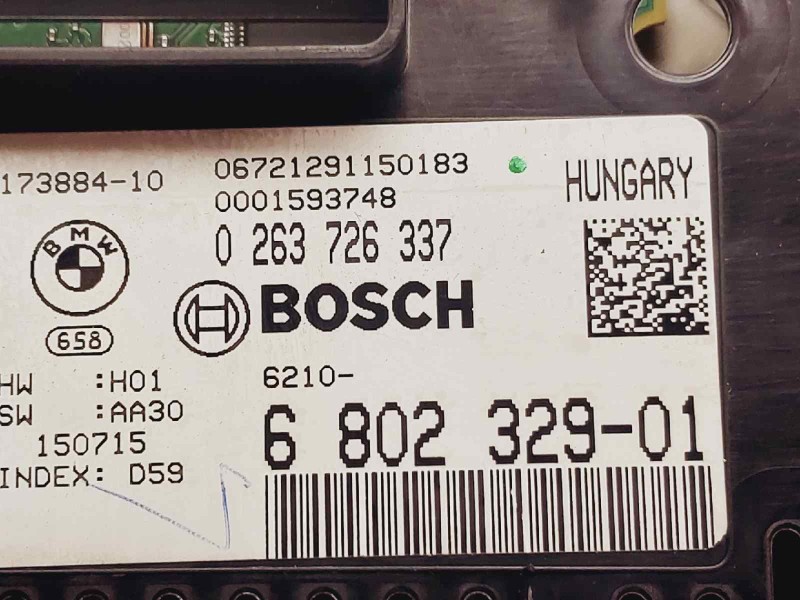 173884-10
06721291150183
0001593748
HUNGARY
0 263 726 337
BMW
BOSCH
658
HW :H01
SW :AA30
150715
INDEX: D59
6210-
6 802 329-01